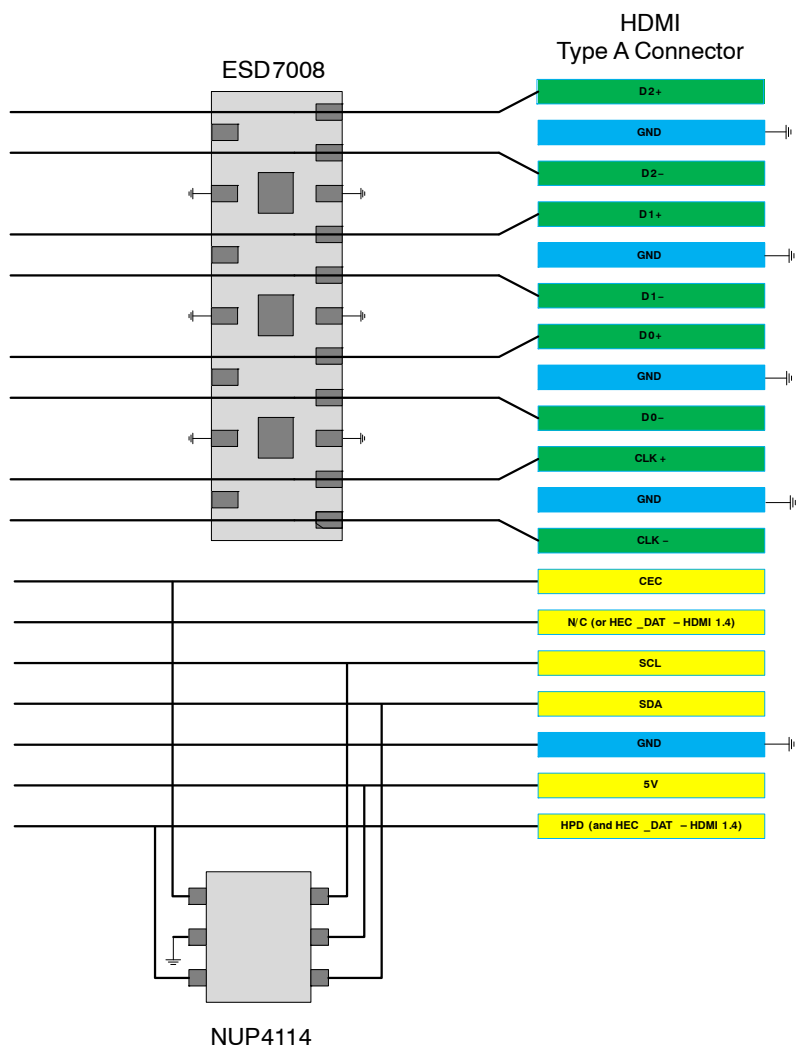 HDMI
Type A Connector
ESD7008
D2+
GND
D2−
D1+
GND
D1−
D0+
GND
D0−
CLK +
GND
CLK −
CEC
N/C (or HEC _DAT − HDMI 1.4)
SCL
SDA
GND
5V
HPD (and HEC _DAT − HDMI 1.4)
NUP4114